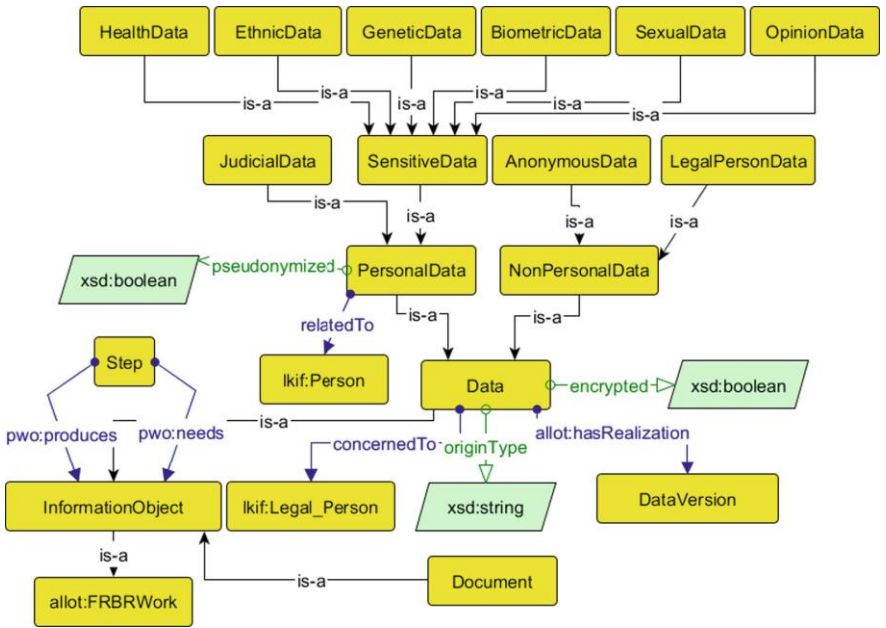 HealthData
EthnicData
GeneticData
BiometricData
SexualData
OpinionData
is-a
is-a
is-a
is-a
is-a
is-a
JudicialData
SensitiveData
AnonymousData
LegalPersonData
is-a
is-a
is-a
is-a
xsd:boolean
pseudonymized
PersonalData
NonPersonalData
relatedTo
is-a
is-a
Step
lkif:Person
Data
encrypted
xsd:boolean
pwo:produces
pwo:needs
is-a
concernedTo
originType
allot:hasRealization
InformationObject
lkif:Legal_Person
xsd:string
DataVersion
is-a
is-a
Document
allot:FRBRWork